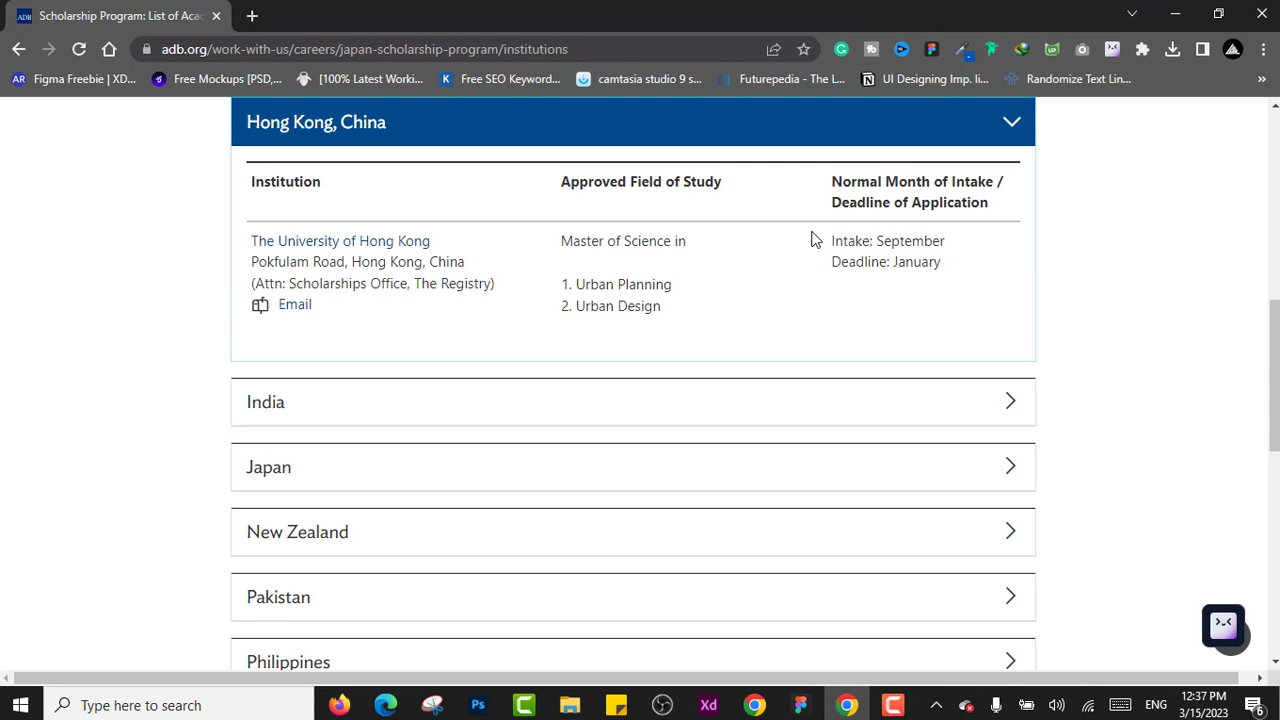 ADB Scholarship Program: List of Aca
adb.org/work-with-us/careers/japan-scholarship-program/institutions
AR Figma Freebie | XD...
Free Mockups [PSD,...
[100% Latest Worki...
K Free SEO Keyword...
camtasia studio 9 s...
Futurepedia - The L...
UI Designing Imp. li...
Randomize Text Lin...
»
Hong Kong, China
Institution
Approved Field of Study
Normal Month of Intake /
Deadline of Application
The University of Hong Kong
Pokfulam Road, Hong Kong, China
(Attn: Scholarships Office, The Registry)
Email
Master of Science in
1. Urban Planning
2. Urban Design
Intake: September
Deadline: January
India
Japan
New Zealand
Pakistan
Philippines
Type here to search
Ps
Xd
ENG
12:37 PM
3/15/2023
6